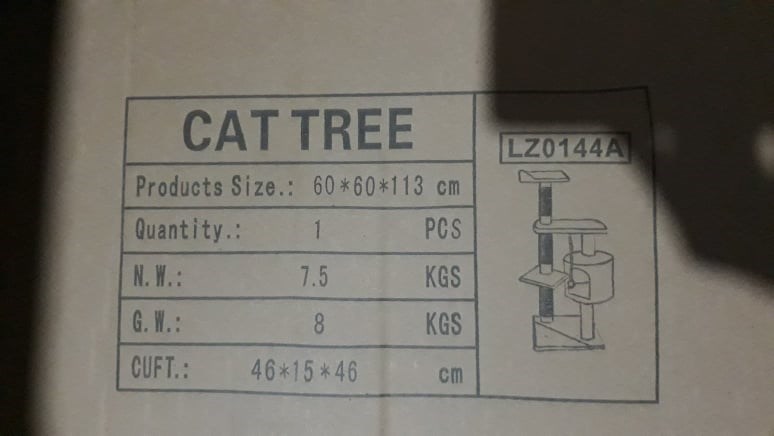 CAT TREE
Products Size.: 60*60*113 cm
Quantity.: 1 PCS
N.W.: 7.5 KGS
G.W.: 8 KGS
CUFT.: 46*15*46 cm
LZ0144A